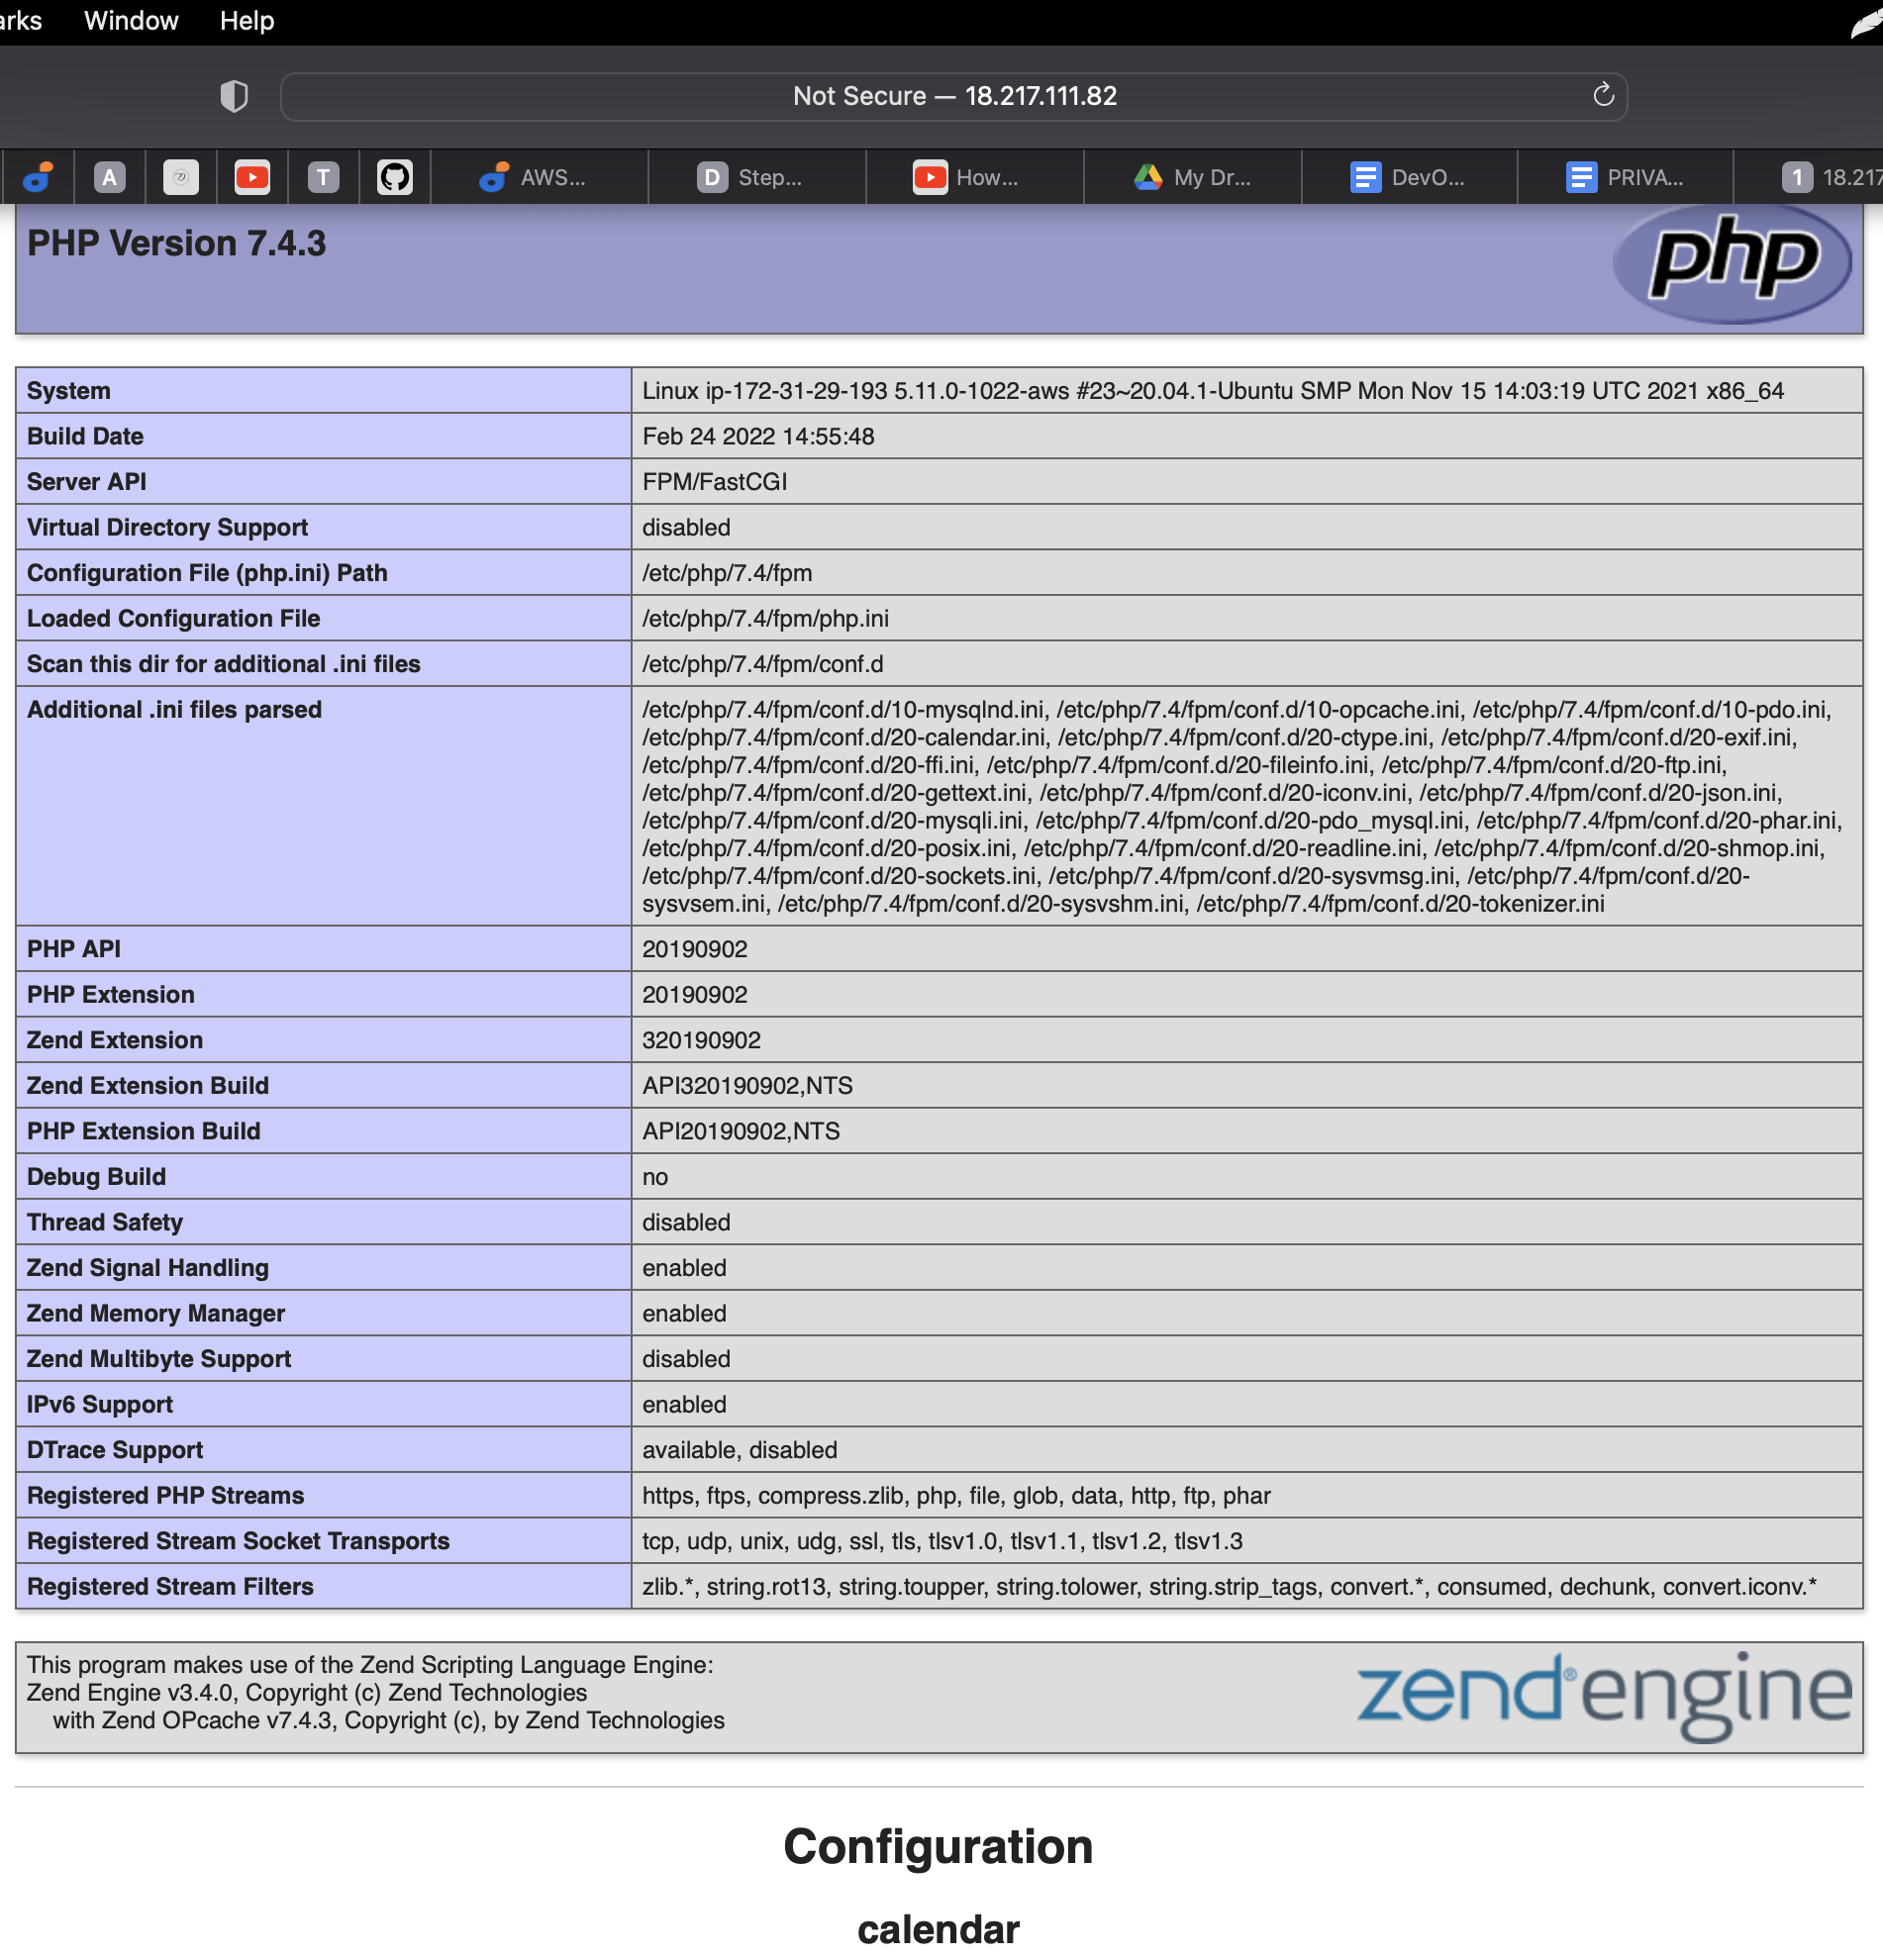 arks Window Help
Not Secure — 18.217.111.82
A T AWS... D Step... How... My Dr... DevO... PRIVA... 1 18.217
PHP Version 7.4.3
php
System Linux ip-172-31-29-193 5.11.0-1022-aws #23~20.04.1-Ubuntu SMP Mon Nov 15 14:03:19 UTC 2021 x86_64
Build Date Feb 24 2022 14:55:48
Server API FPM/FastCGI
Virtual Directory Support disabled
Configuration File (php.ini) Path /etc/php/7.4/fpm
Loaded Configuration File /etc/php/7.4/fpm/php.ini
Scan this dir for additional .ini files /etc/php/7.4/fpm/conf.d
Additional .ini files parsed /etc/php/7.4/fpm/conf.d/10-mysqlnd.ini, /etc/php/7.4/fpm/conf.d/10-opcache.ini, /etc/php/7.4/fpm/conf.d/10-pdo.ini,
/etc/php/7.4/fpm/conf.d/20-calendar.ini, /etc/php/7.4/fpm/conf.d/20-ctype.ini, /etc/php/7.4/fpm/conf.d/20-exif.ini,
/etc/php/7.4/fpm/conf.d/20-ffi.ini, /etc/php/7.4/fpm/conf.d/20-fileinfo.ini, /etc/php/7.4/fpm/conf.d/20-ftp.ini,
/etc/php/7.4/fpm/conf.d/20-gettext.ini, /etc/php/7.4/fpm/conf.d/20-iconv.ini, /etc/php/7.4/fpm/conf.d/20-json.ini,
/etc/php/7.4/fpm/conf.d/20-mysqli.ini, /etc/php/7.4/fpm/conf.d/20-pdo_mysql.ini, /etc/php/7.4/fpm/conf.d/20-phar.ini,
/etc/php/7.4/fpm/conf.d/20-posix.ini, /etc/php/7.4/fpm/conf.d/20-readline.ini, /etc/php/7.4/fpm/conf.d/20-shmop.ini,
/etc/php/7.4/fpm/conf.d/20-sockets.ini, /etc/php/7.4/fpm/conf.d/20-sysvmsg.ini, /etc/php/7.4/fpm/conf.d/20-
sysvsem.ini, /etc/php/7.4/fpm/conf.d/20-sysvshm.ini, /etc/php/7.4/fpm/conf.d/20-tokenizer.ini
PHP API 20190902
PHP Extension 20190902
Zend Extension 320190902
Zend Extension Build API320190902,NTS
PHP Extension Build API20190902,NTS
Debug Build no
Thread Safety disabled
Zend Signal Handling enabled
Zend Memory Manager enabled
Zend Multibyte Support disabled
IPv6 Support enabled
DTrace Support available, disabled
Registered PHP Streams https, ftps, compress.zlib, php, file, glob, data, http, ftp, phar
Registered Stream Socket Transports tcp, udp, unix, udg, ssl, tls, tlsv1.0, tlsv1.1, tlsv1.2, tlsv1.3
Registered Stream Filters zlib.*, string.rot13, string.toupper, string.tolower, string.strip_tags, convert.*, consumed, dechunk, convert.iconv.*
This program makes use of the Zend Scripting Language Engine:
Zend Engine v3.4.0, Copyright (c) Zend Technologies
with Zend OPcache v7.4.3, Copyright (c), by Zend Technologies
zend®engine
Configuration
calendar